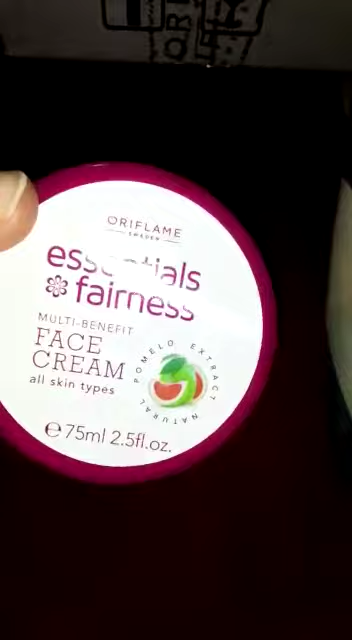 ORIFLAME
SWEDEN
essentials
fairness
MULTI-BENEFIT
FACE
CREAM
all skin types
NATURAL POMELO EXTRACT
℮ 75ml 2.5fl.oz.